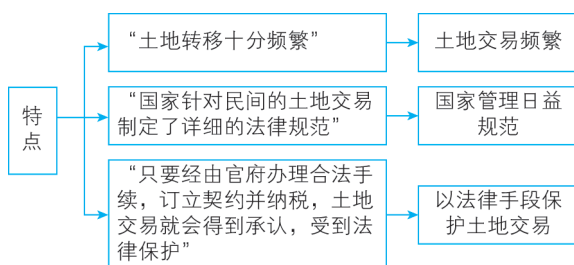 特
点
“土地转移十分频繁”
土地交易频繁
“国家针对民间的土地交易
制定了详细的法律规范”
国家管理日益
规范
“只要经由官府办理合法手
续，订立契约并纳税，土地
交易就会得到承认，受到法
律保护”
以法律手段保
护土地交易